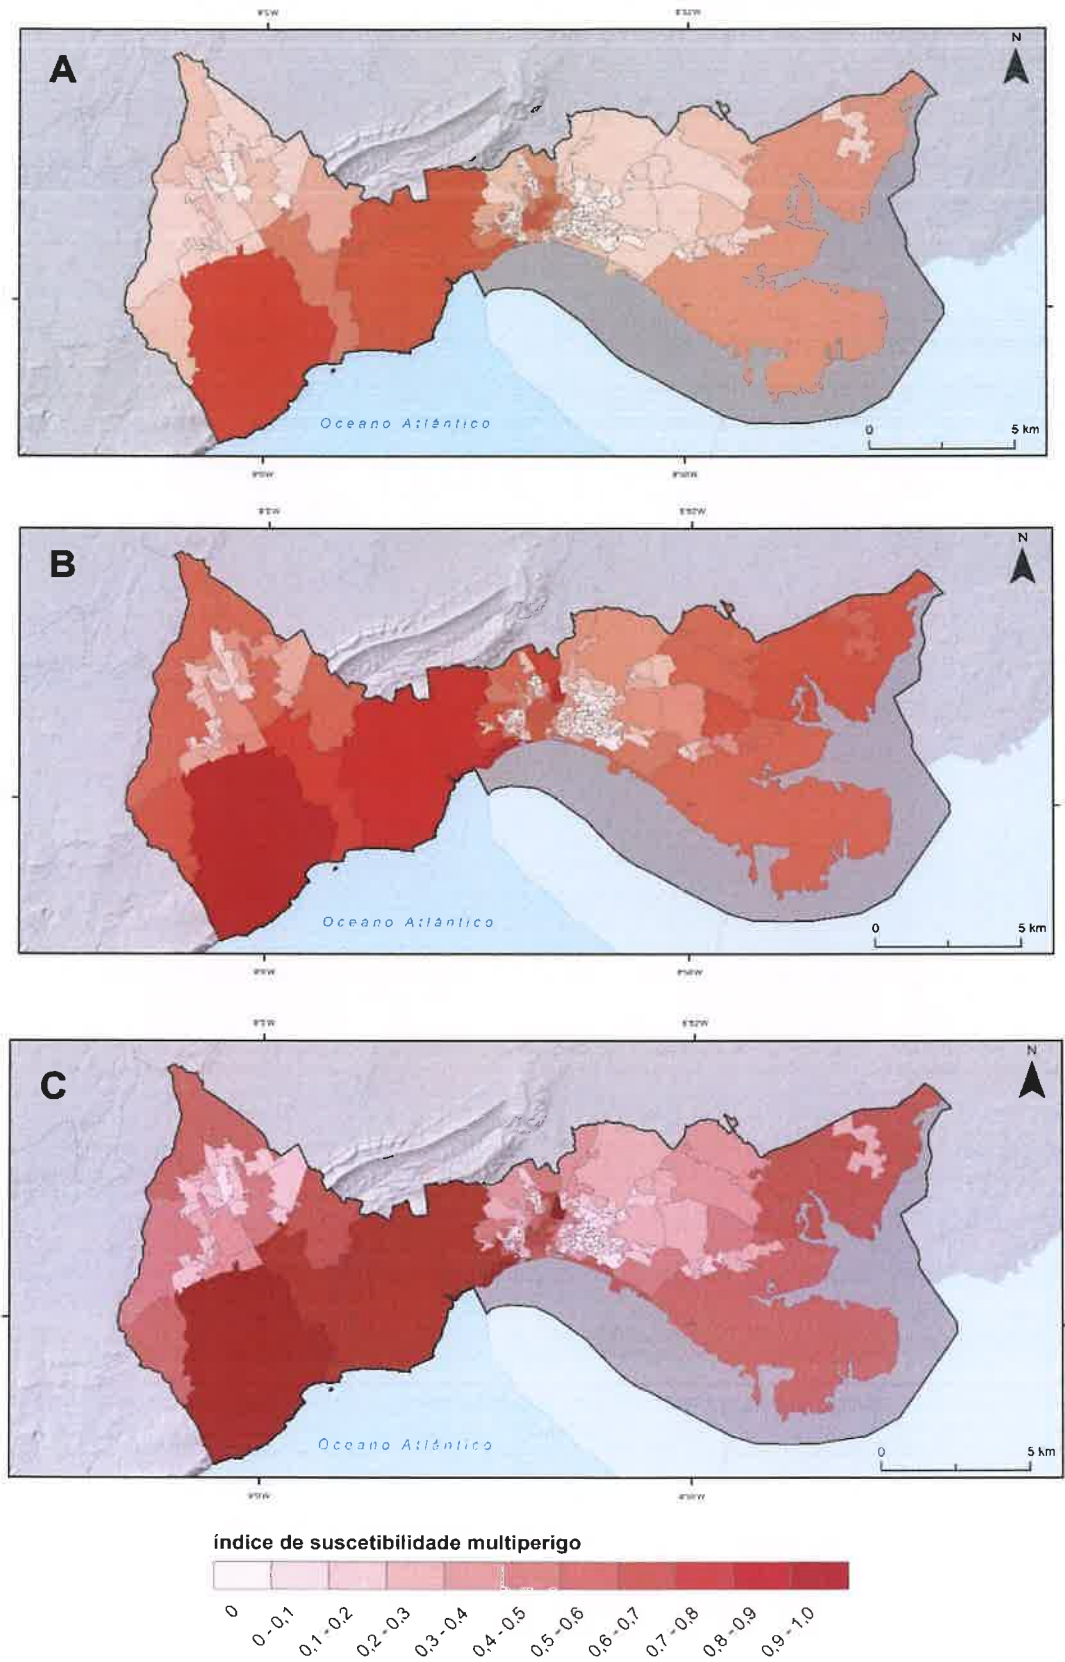 A
N
Oceano Atlântico
0 5 km
B
N
Oceano Atlântico
0 5 km
C
N
Oceano Atlântico
0 5 km
índice de suscetibilidade multiperigo
0
0 - 0,1
0,1 - 0,2
0,2 - 0,3
0,3 - 0,4
0,4 - 0,5
0,5 - 0,6
0,6 - 0,7
0,7 - 0,8
0,8 - 0,9
0,9 - 1,0